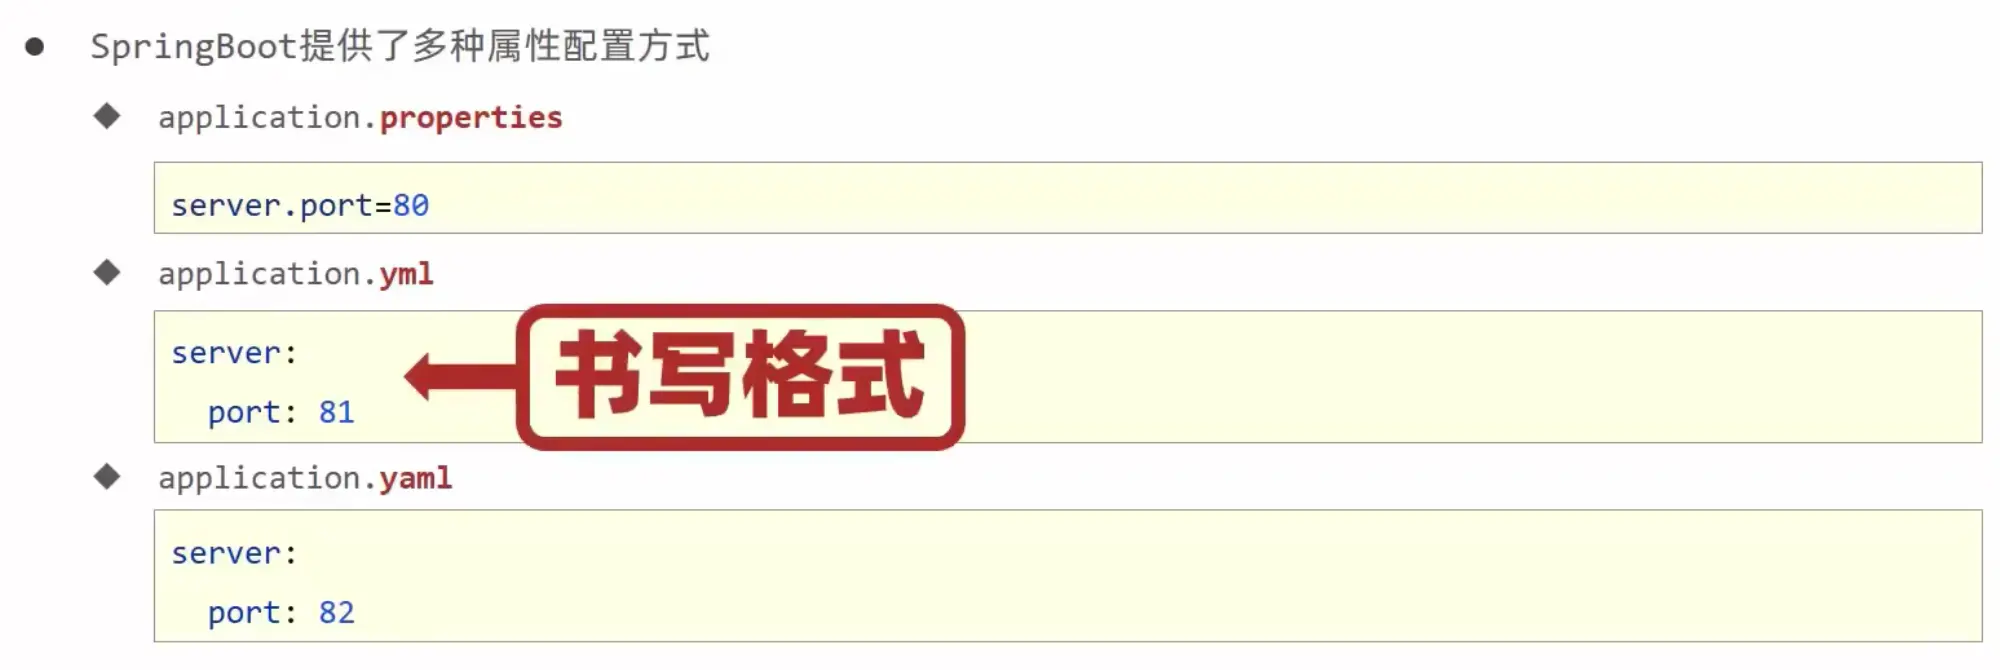 SpringBoot提供了多种属性配置方式
application.properties
server.port=80
application.yml
server:
port: 81
书写格式
application.yaml
server:
port: 82